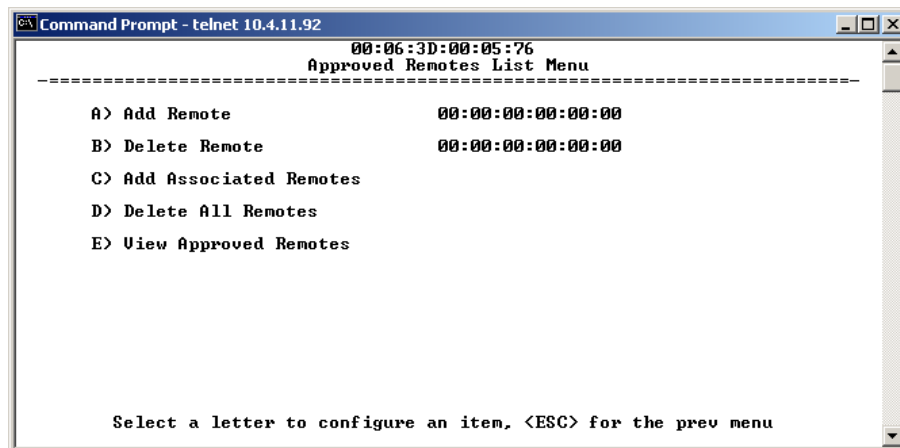 Command Prompt - telnet 10.4.11.92
00:06:3D:00:05:76
Approved Remotes List Menu
-==========================================================================-
A) Add Remote 00:00:00:00:00:00
B) Delete Remote 00:00:00:00:00:00
C) Add Associated Remotes
D) Delete All Remotes
E) View Approved Remotes
Select a letter to configure an item, <ESC> for the prev menu